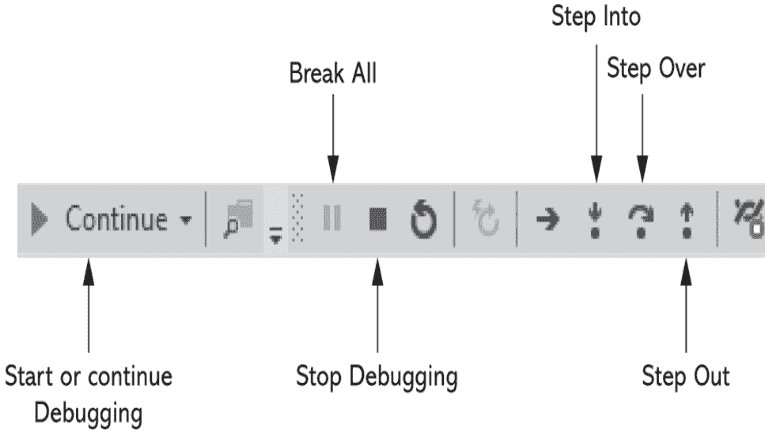 Step Into
Break All
Step Over
Continue
Start or continue
Debugging
Stop Debugging
Step Out